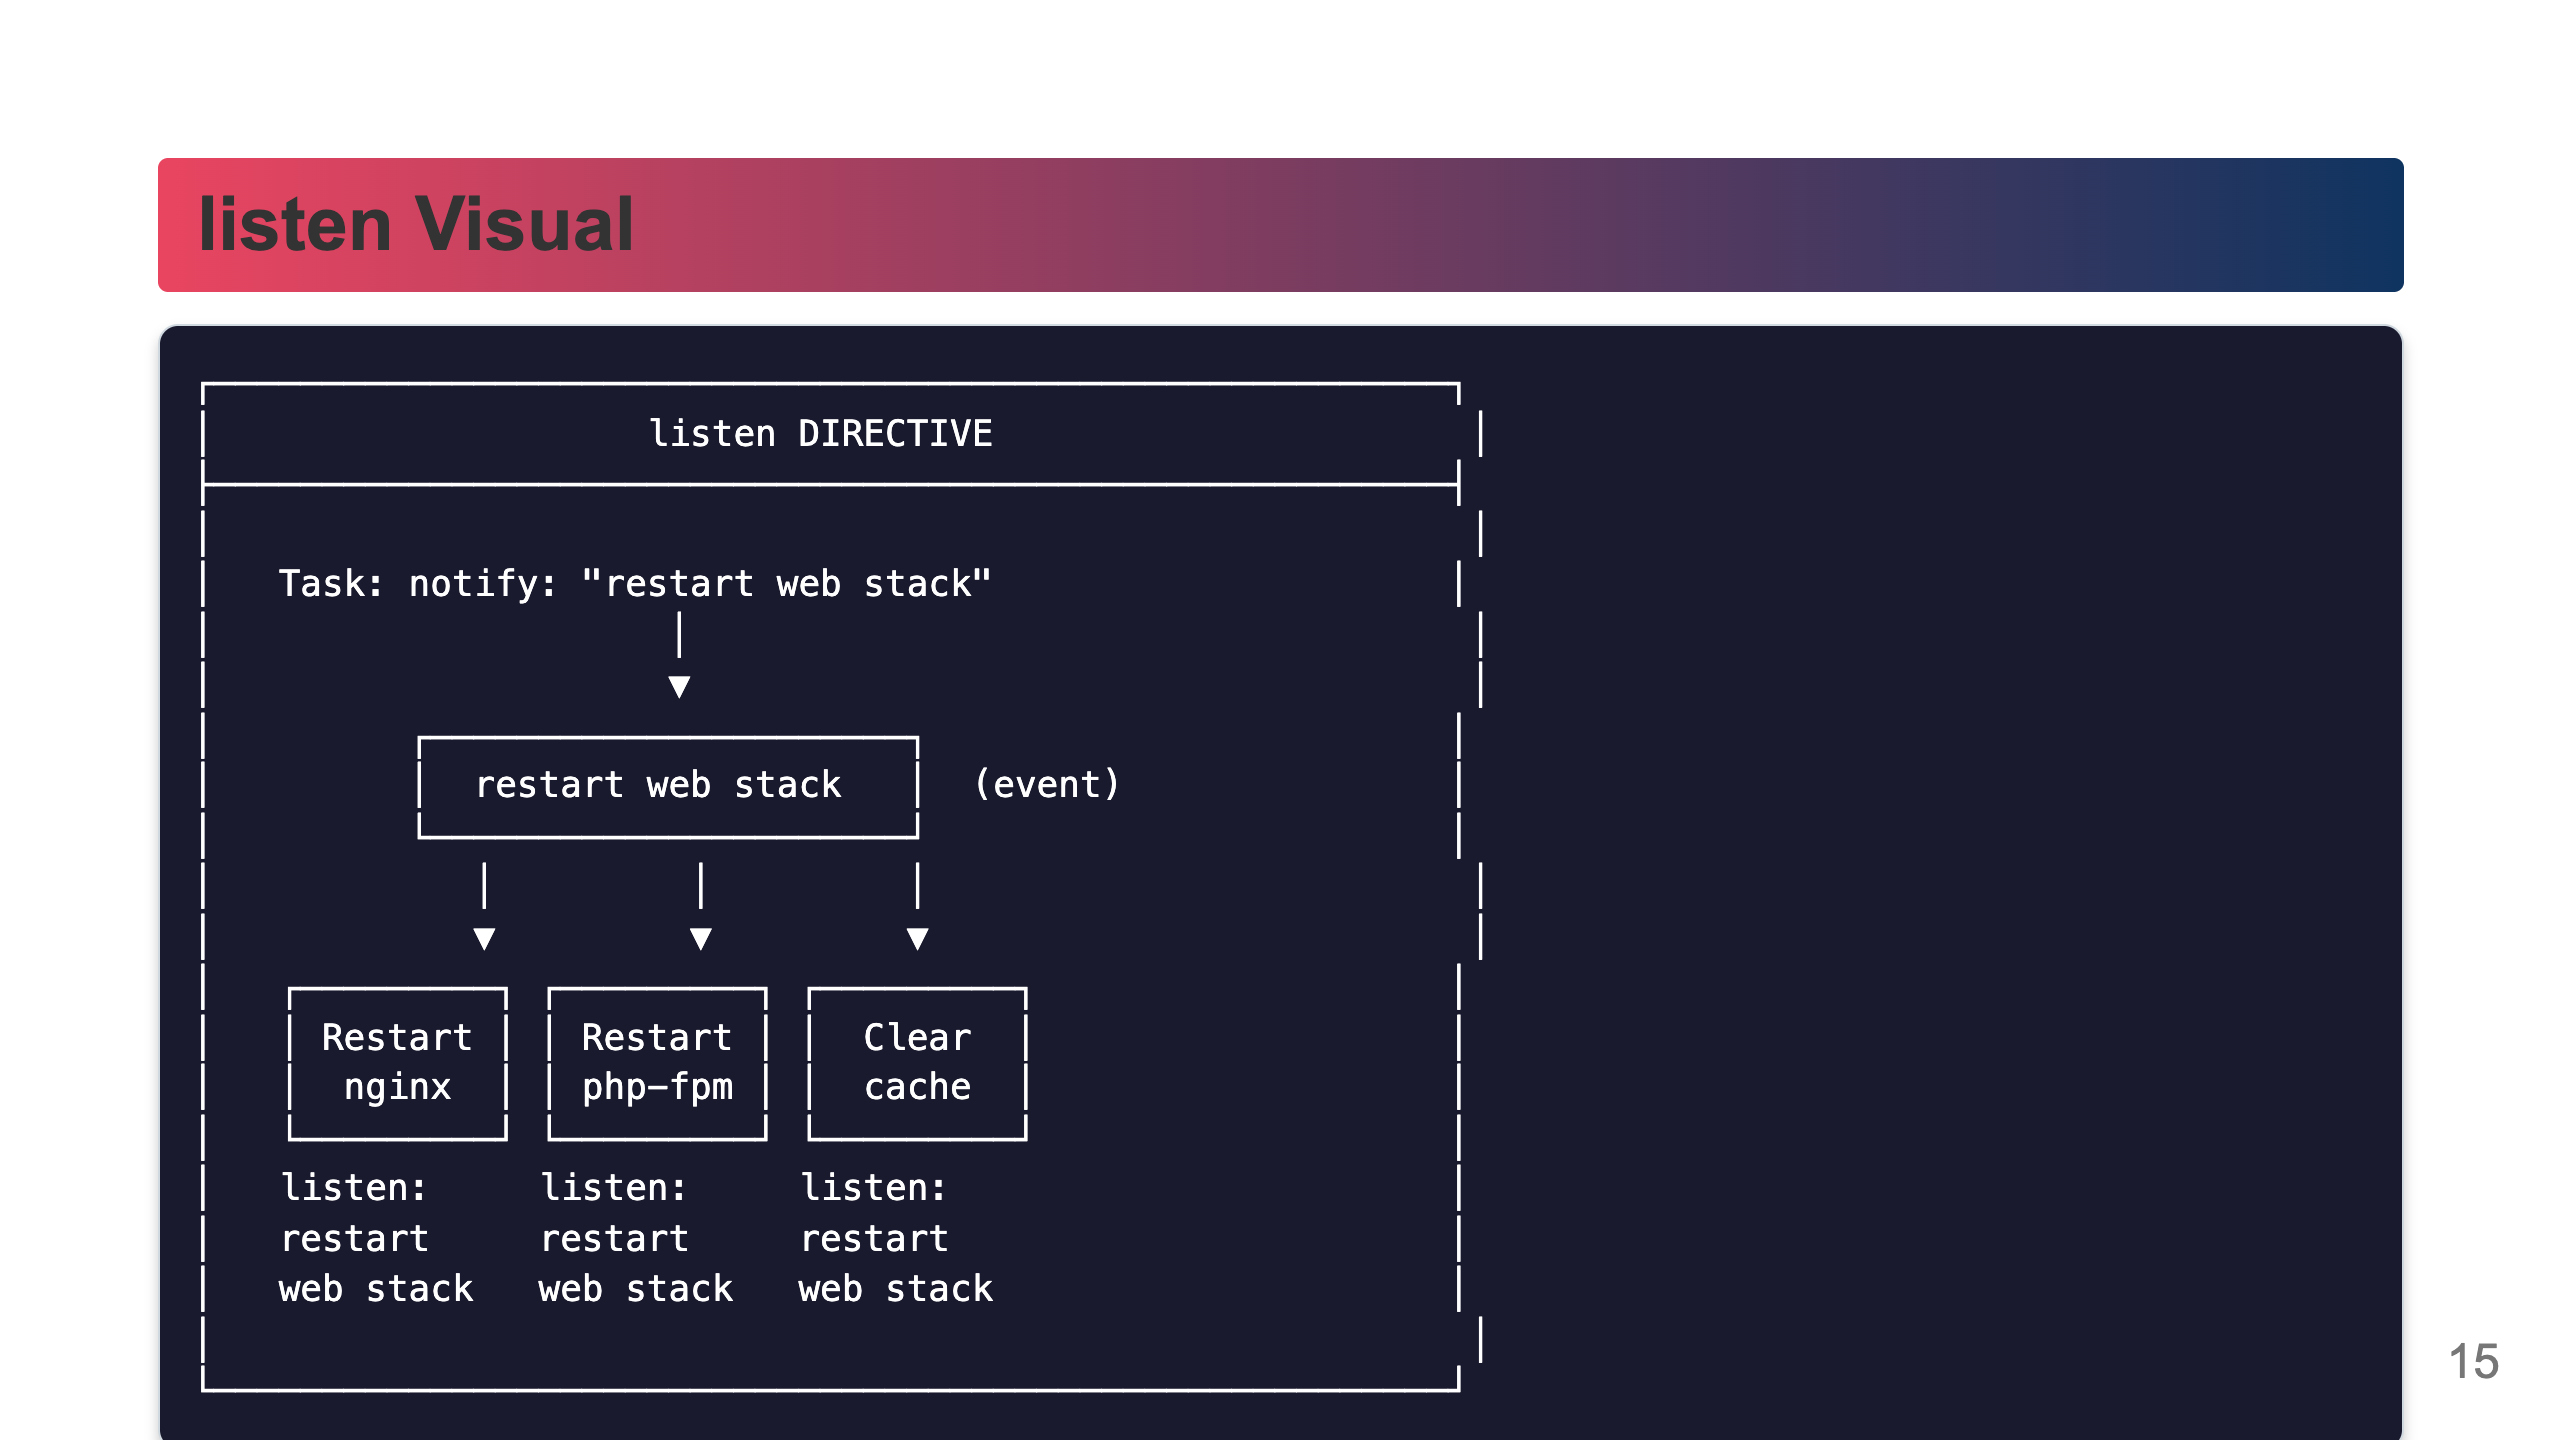 listen Visual
listen DIRECTIVE
Task: notify: "restart web stack"
restart web stack (event)
Restart Restart Clear
nginx php-fpm cache
listen: listen: listen:
restart restart restart
web stack web stack web stack
15